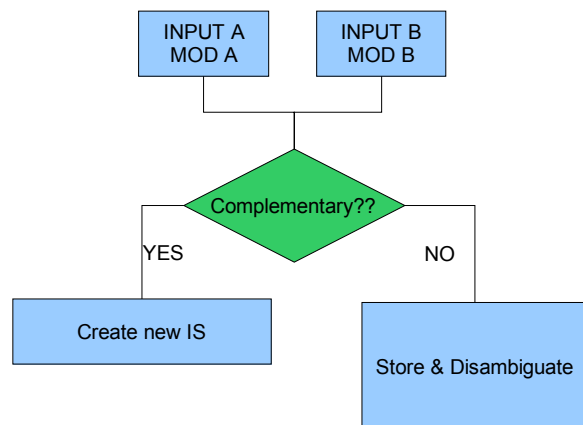 INPUT A
MOD A
INPUT B
MOD B
Complementary??
YES
NO
Create new IS
Store & Disambiguate